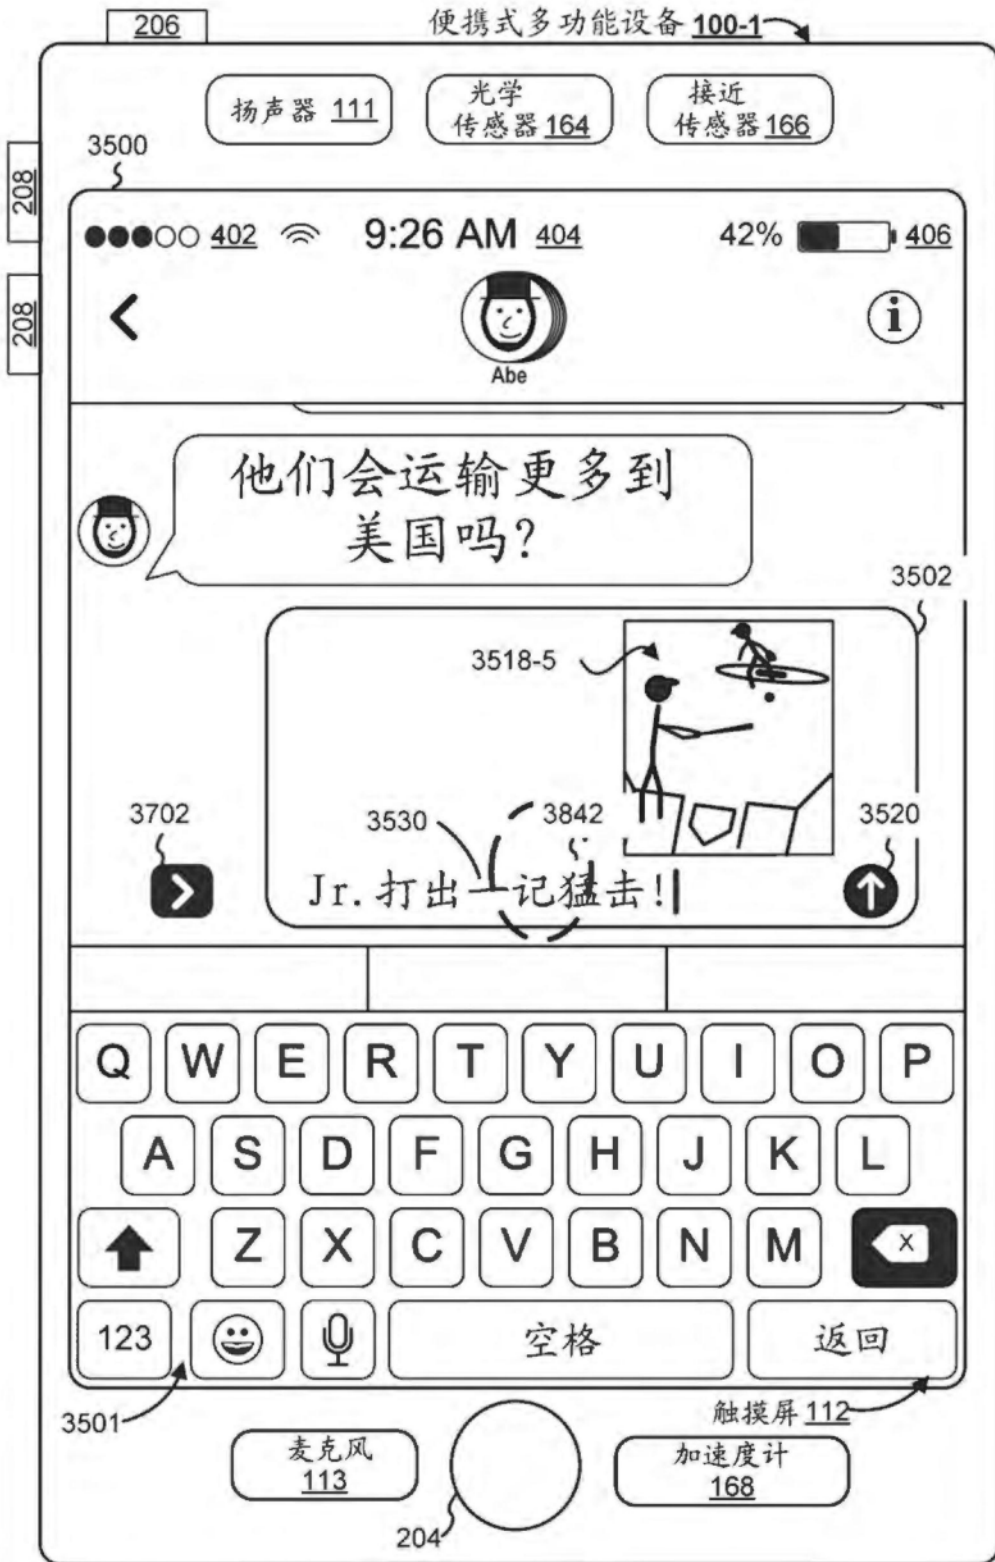 206
便携式多功能设备 100-1
扬声器 111
光学
传感器 164
接近
传感器 166
3500
208
208
402 9:26 AM 404 42% 406
i
Abe
他们会运输更多到
美国吗?
3502
3518-5
3702
3530
3842
3520
Jr.打出一记猛击!
Q W E R T Y U I O P
A S D F G H J K L
Z X C V B N M X
123 空格 返回
3501
触摸屏 112
麦克风
113
加速度计
168
204